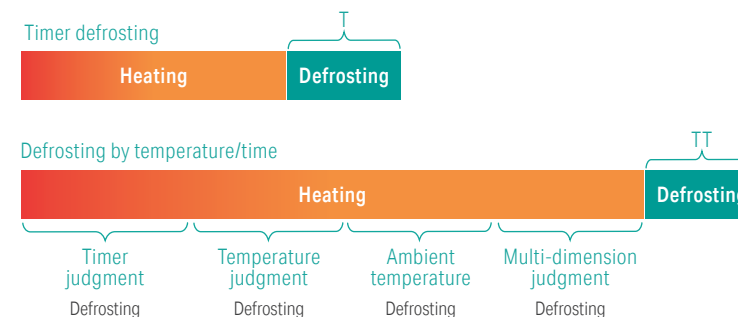 T
Timer defrosting
Heating Defrosting
TT
Defrosting by temperature/time
Heating Defrosting
Timer judgment
Temperature judgment
Ambient temperature
Multi-dimension judgment
Defrosting Defrosting Defrosting Defrosting